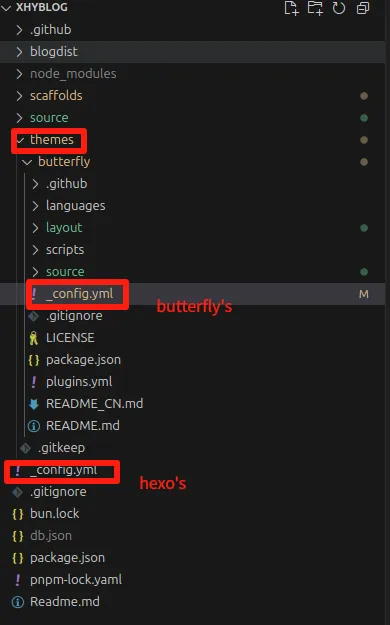 XHYBLOG
.github
blogdist
node_modules
scaffolds
source
themes
butterfly
.github
languages
layout
scripts
source
! _config.yml M
butterfly's
.gitignore
LICENSE
{} package.json
! plugins.yml
README_CN.md
README.md
.gitkeep
! _config.yml
hexo's
.gitignore
{} bun.lock
{} db.json
{} package.json
! pnpm-lock.yaml
Readme.md